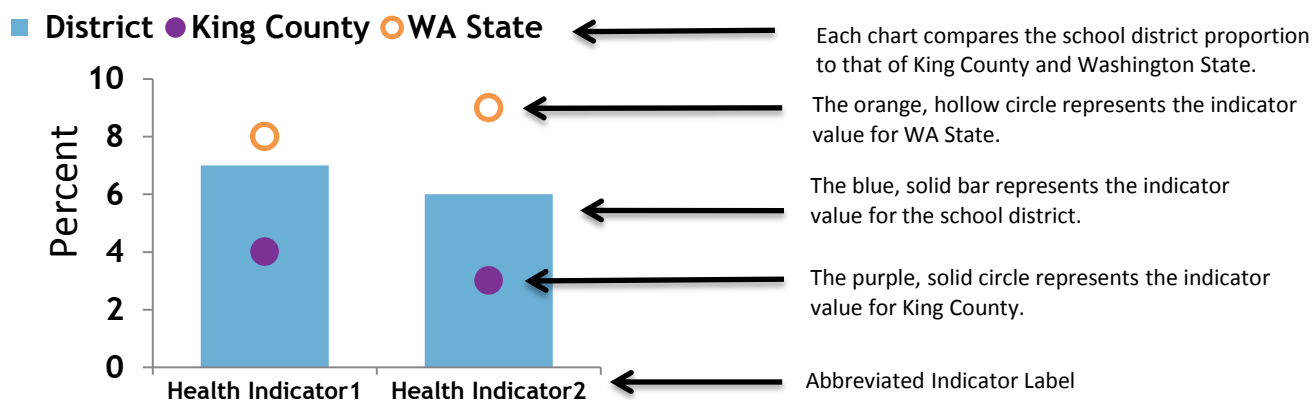 District King County WA State
Each chart compares the school district proportion
to that of King County and Washington State.
10
The orange, hollow circle represents the indicator
value for WA State.
8
Percent
6
The blue, solid bar represents the indicator
value for the school district.
4
The purple, solid circle represents the indicator
value for King County.
2
0
Health Indicator1 Health Indicator2
Abbreviated Indicator Label